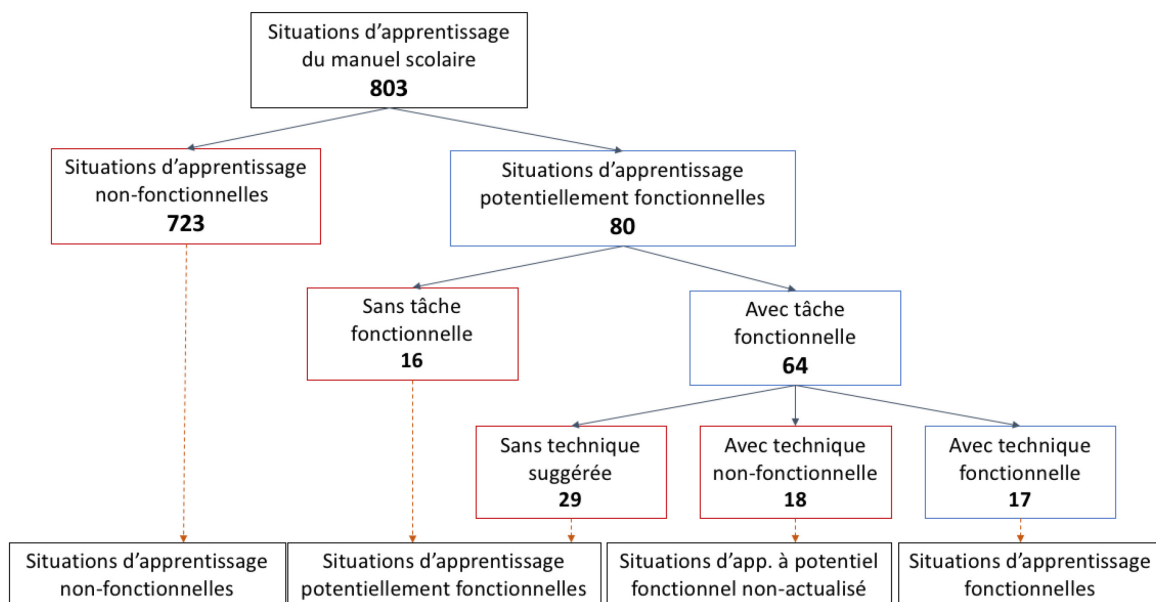 Situations d’apprentissage
du manuel scolaire
803
Situations d’apprentissage
non-fonctionnelles
723
Situations d’apprentissage
potentiellement fonctionnelles
80
Sans tâche
fonctionnelle
16
Avec tâche
fonctionnelle
64
Sans technique
suggérée
29
Avec technique
non-fonctionnelle
18
Avec technique
fonctionnelle
17
Situations d’apprentissage
non-fonctionnelles
Situations d’apprentissage
potentiellement fonctionnelles
Situations d’app. à potentiel
fonctionnel non-actualisé
Situations d’apprentissage
fonctionnelles